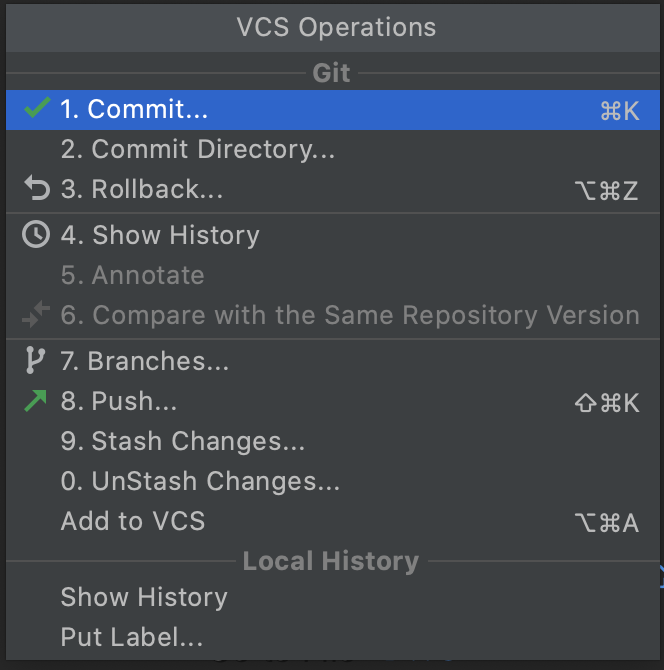 VCS Operations
Git
1. Commit... ⌘K
2. Commit Directory...
3. Rollback... ⌥⌘Z
4. Show History
5. Annotate
6. Compare with the Same Repository Version
7. Branches...
8. Push... ⇧⌘K
9. Stash Changes...
0. UnStash Changes...
Add to VCS ⌥⌘A
Local History
Show History
Put Label...